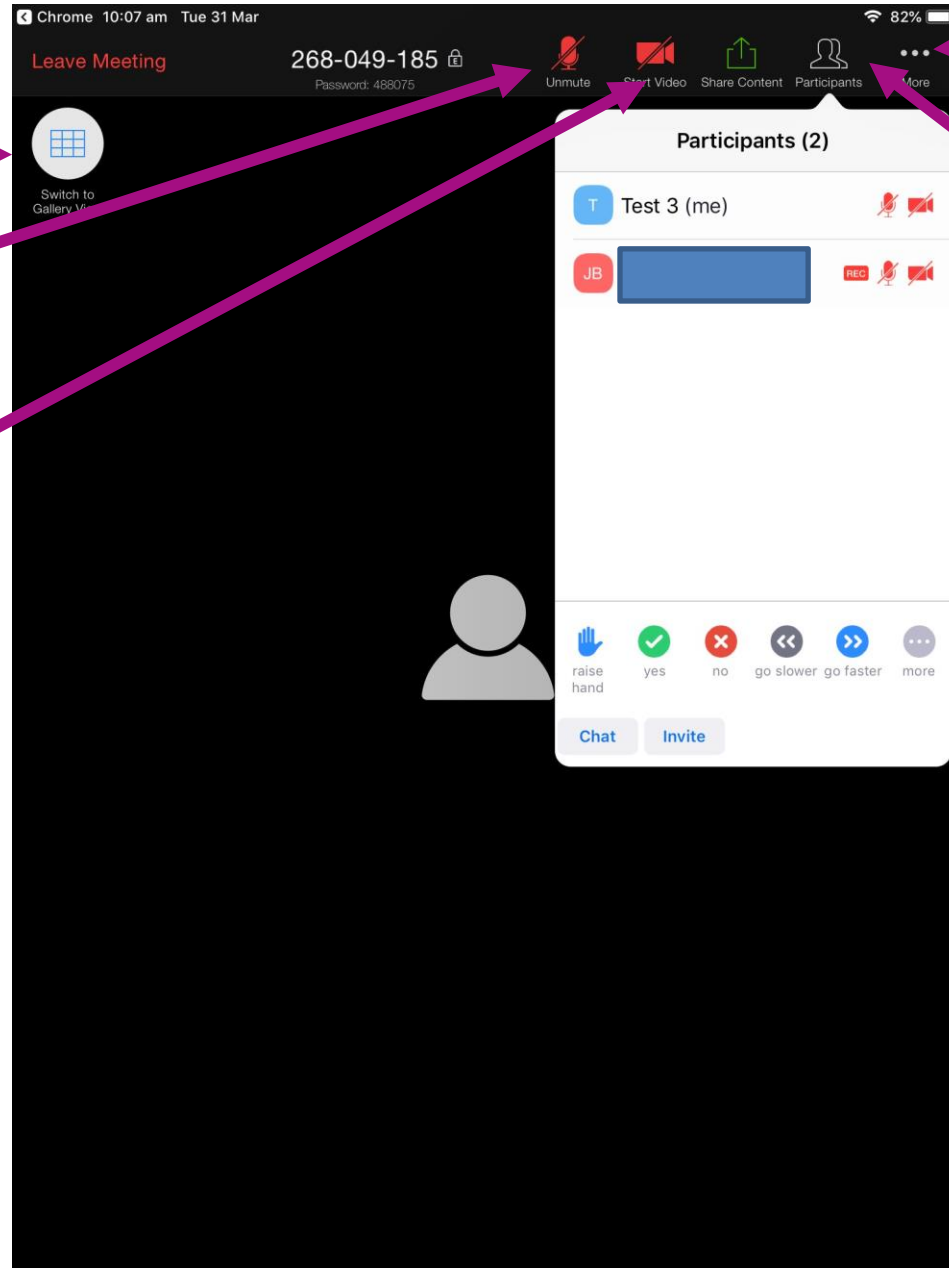 Chrome 10:07 am Tue 31 Mar 82%
Leave Meeting
268-049-185
Password: 488075
Unmute Start Video Share Content Participants More
Switch to
Gallery View
Participants (2)
T Test 3 (me)
JB REC
raise
hand
yes
no
go slower
go faster
more
Chat Invite